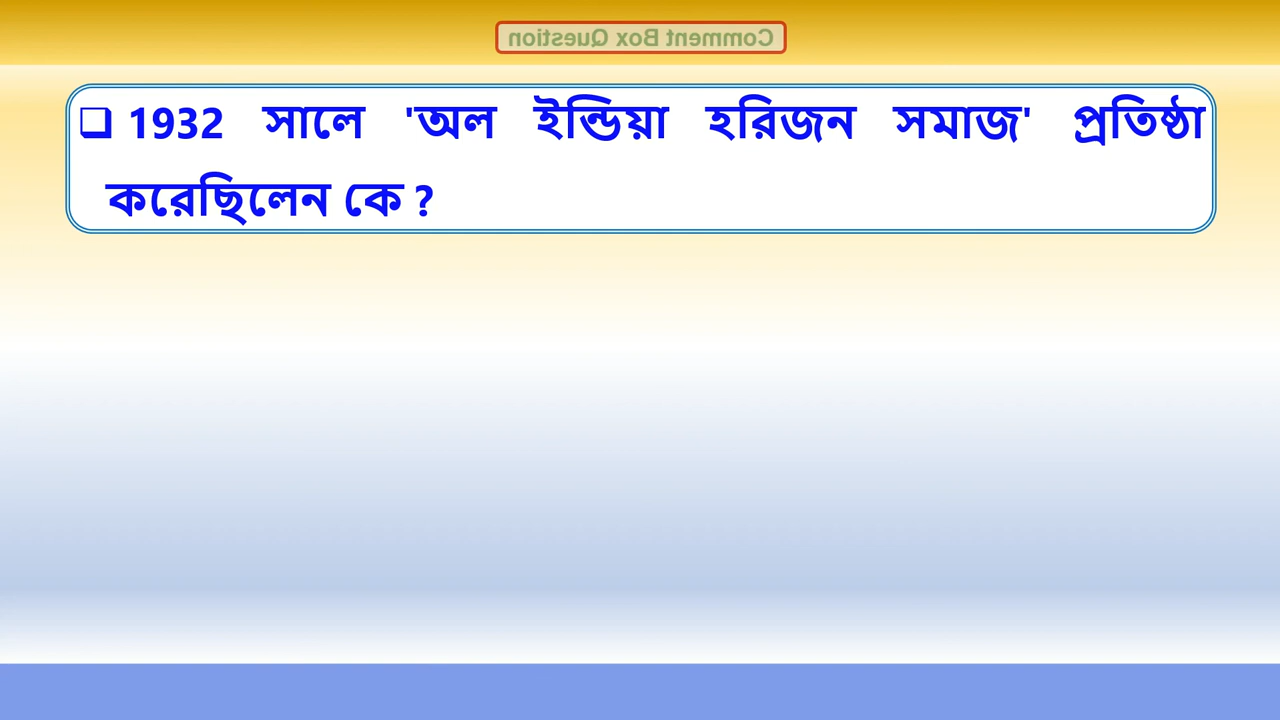 Comment Box Question
❑ 1932 সালে 'অল ইন্ডিয়া হরিজন সমাজ' প্রতিষ্ঠা
করেছিলেন কে ?